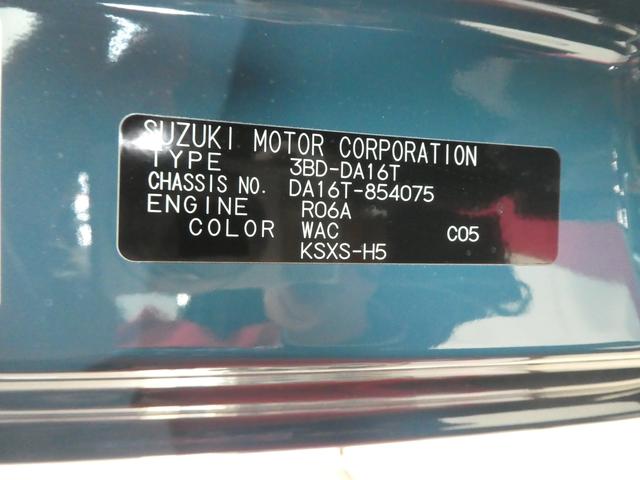 SUZUKI MOTOR CORPORATION
TYPE 3BD-DA16T
CHASSIS NO. DA16T-854075
ENGINE R06A
COLOR WAC C05
KSXS-H5